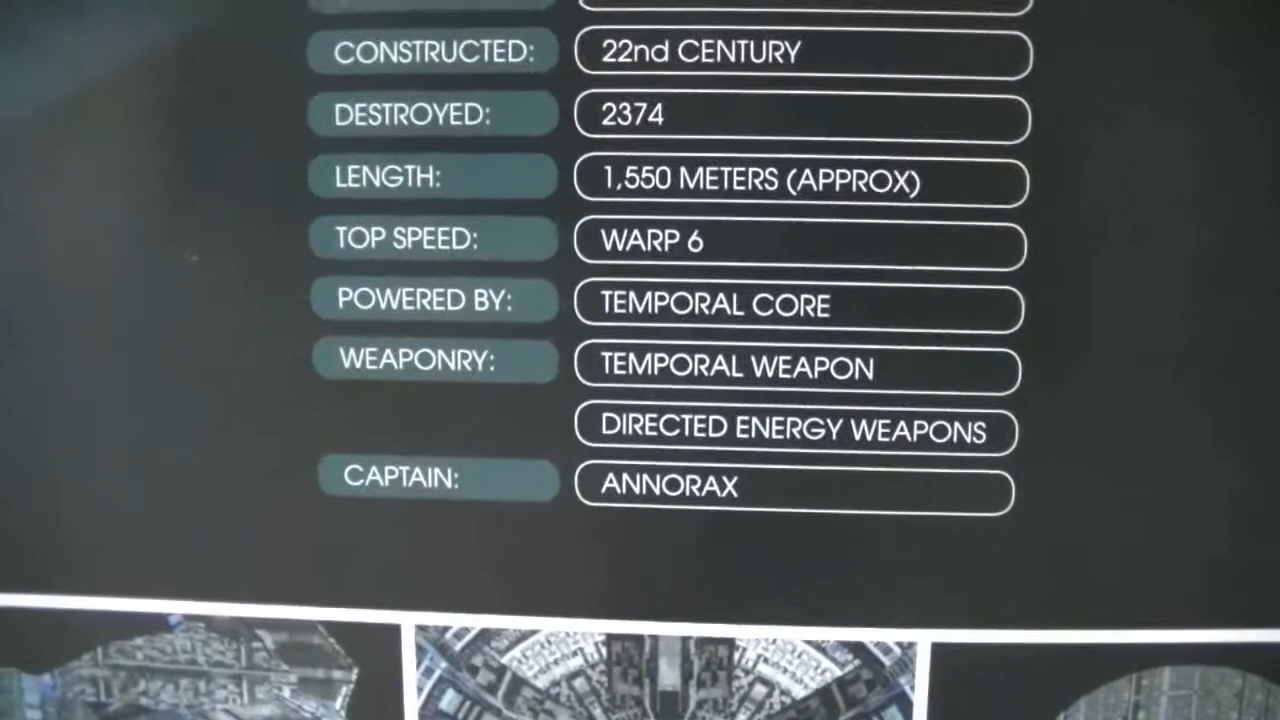 CONSTRUCTED: 22nd CENTURY
DESTROYED: 2374
LENGTH: 1,550 METERS (APPROX)
TOP SPEED: WARP 6
POWERED BY: TEMPORAL CORE
WEAPONRY: TEMPORAL WEAPON
DIRECTED ENERGY WEAPONS
CAPTAIN: ANNORAX